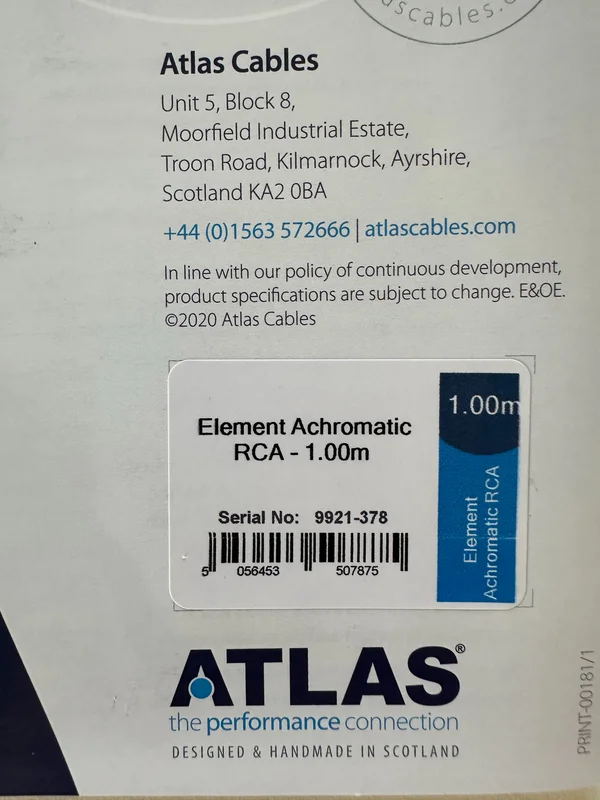 Atlas Cables
Unit 5, Block 8,
Moorfield Industrial Estate,
Troon Road, Kilmarnock, Ayrshire,
Scotland KA2 0BA
+44 (0)1563 572666 | atlascables.com
In line with our policy of continuous development,
product specifications are subject to change. E&OE.
©2020 Atlas Cables
Element Achromatic
RCA - 1.00m
Serial No: 9921-378
5 056453 507875
1.00m
Element
Achromatic RCA
ATLAS®
the performance connection
DESIGNED & HANDMADE IN SCOTLAND
PRINT-00181/1